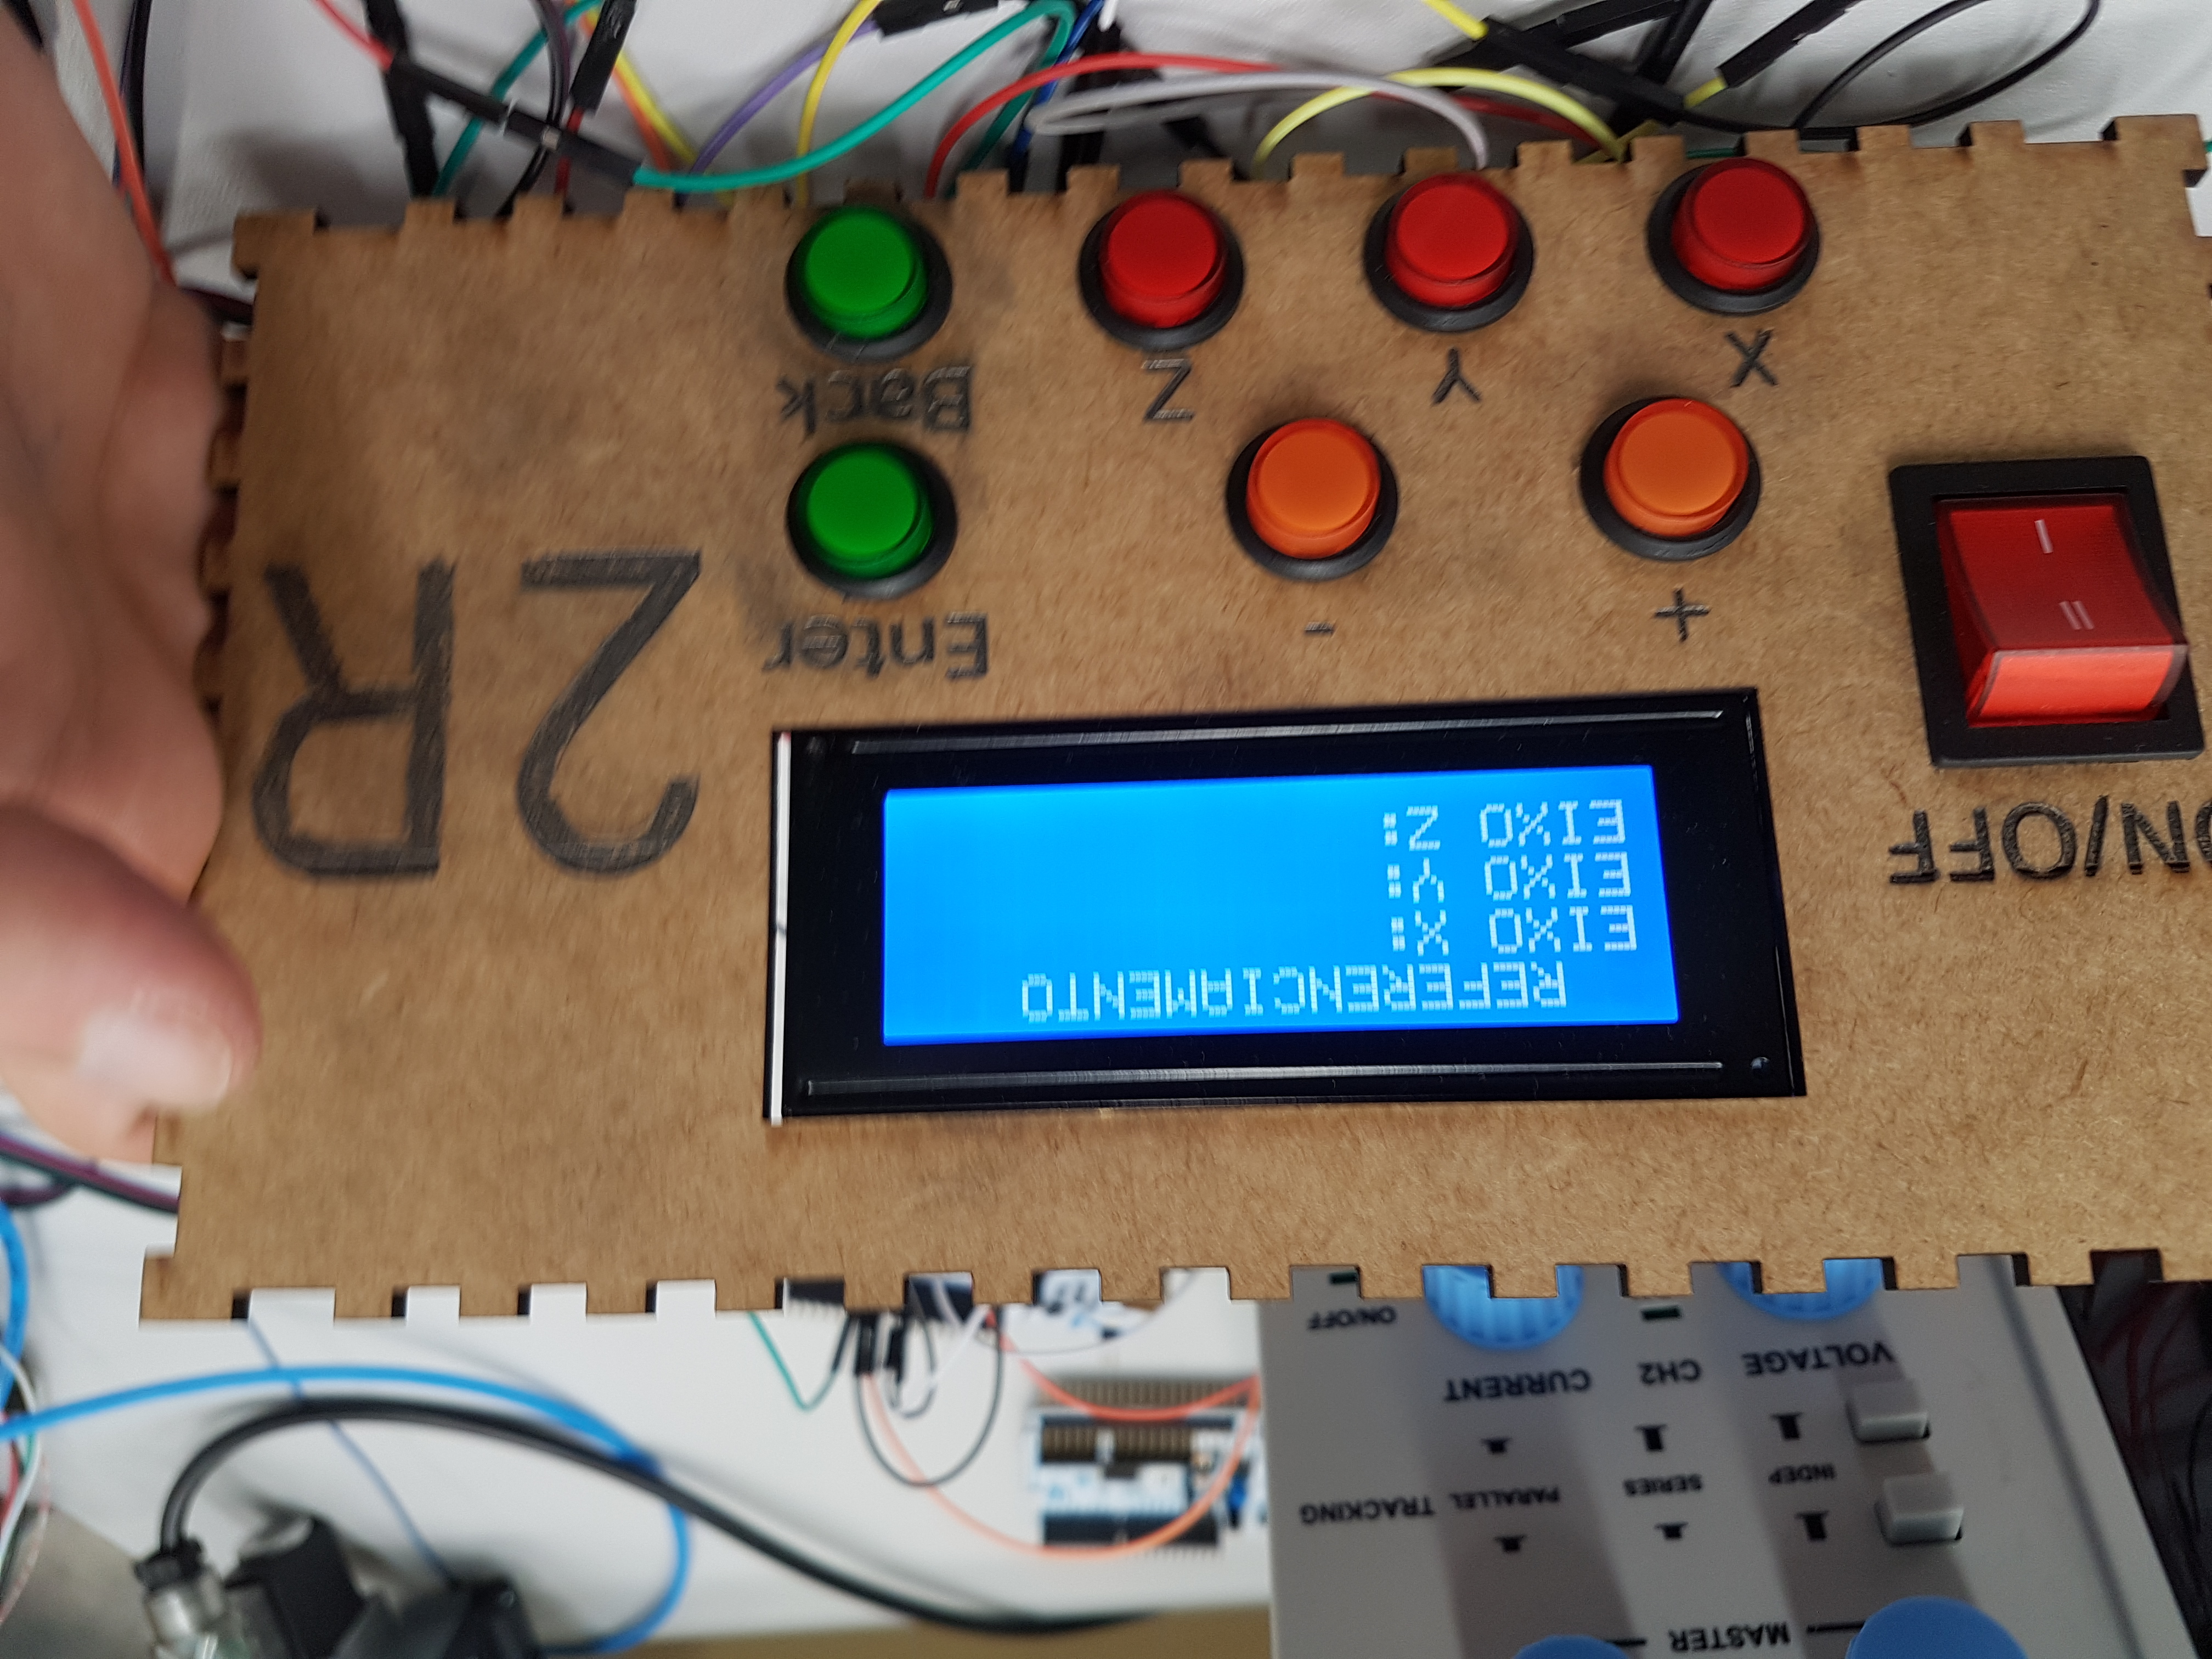 MASTER
INDEP
SERIES
PARALLEL TRACKING
VOLTAGE
CH2
CURRENT
ON/OFF
REFERENCIAMENTO
EIXO X:
EIXO Y:
EIXO Z:
ON/OFF
2R
+
-
Enter
X
Y
Z
Back